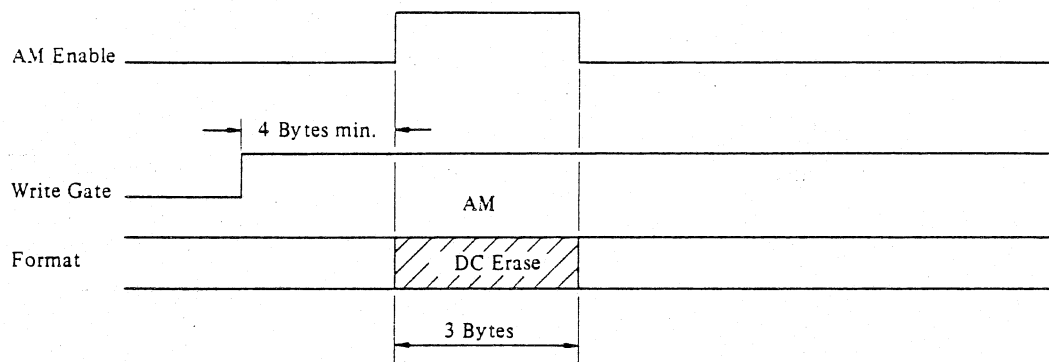 AM Enable
4 Bytes min.
Write Gate
AM
Format
DC Erase
3 Bytes